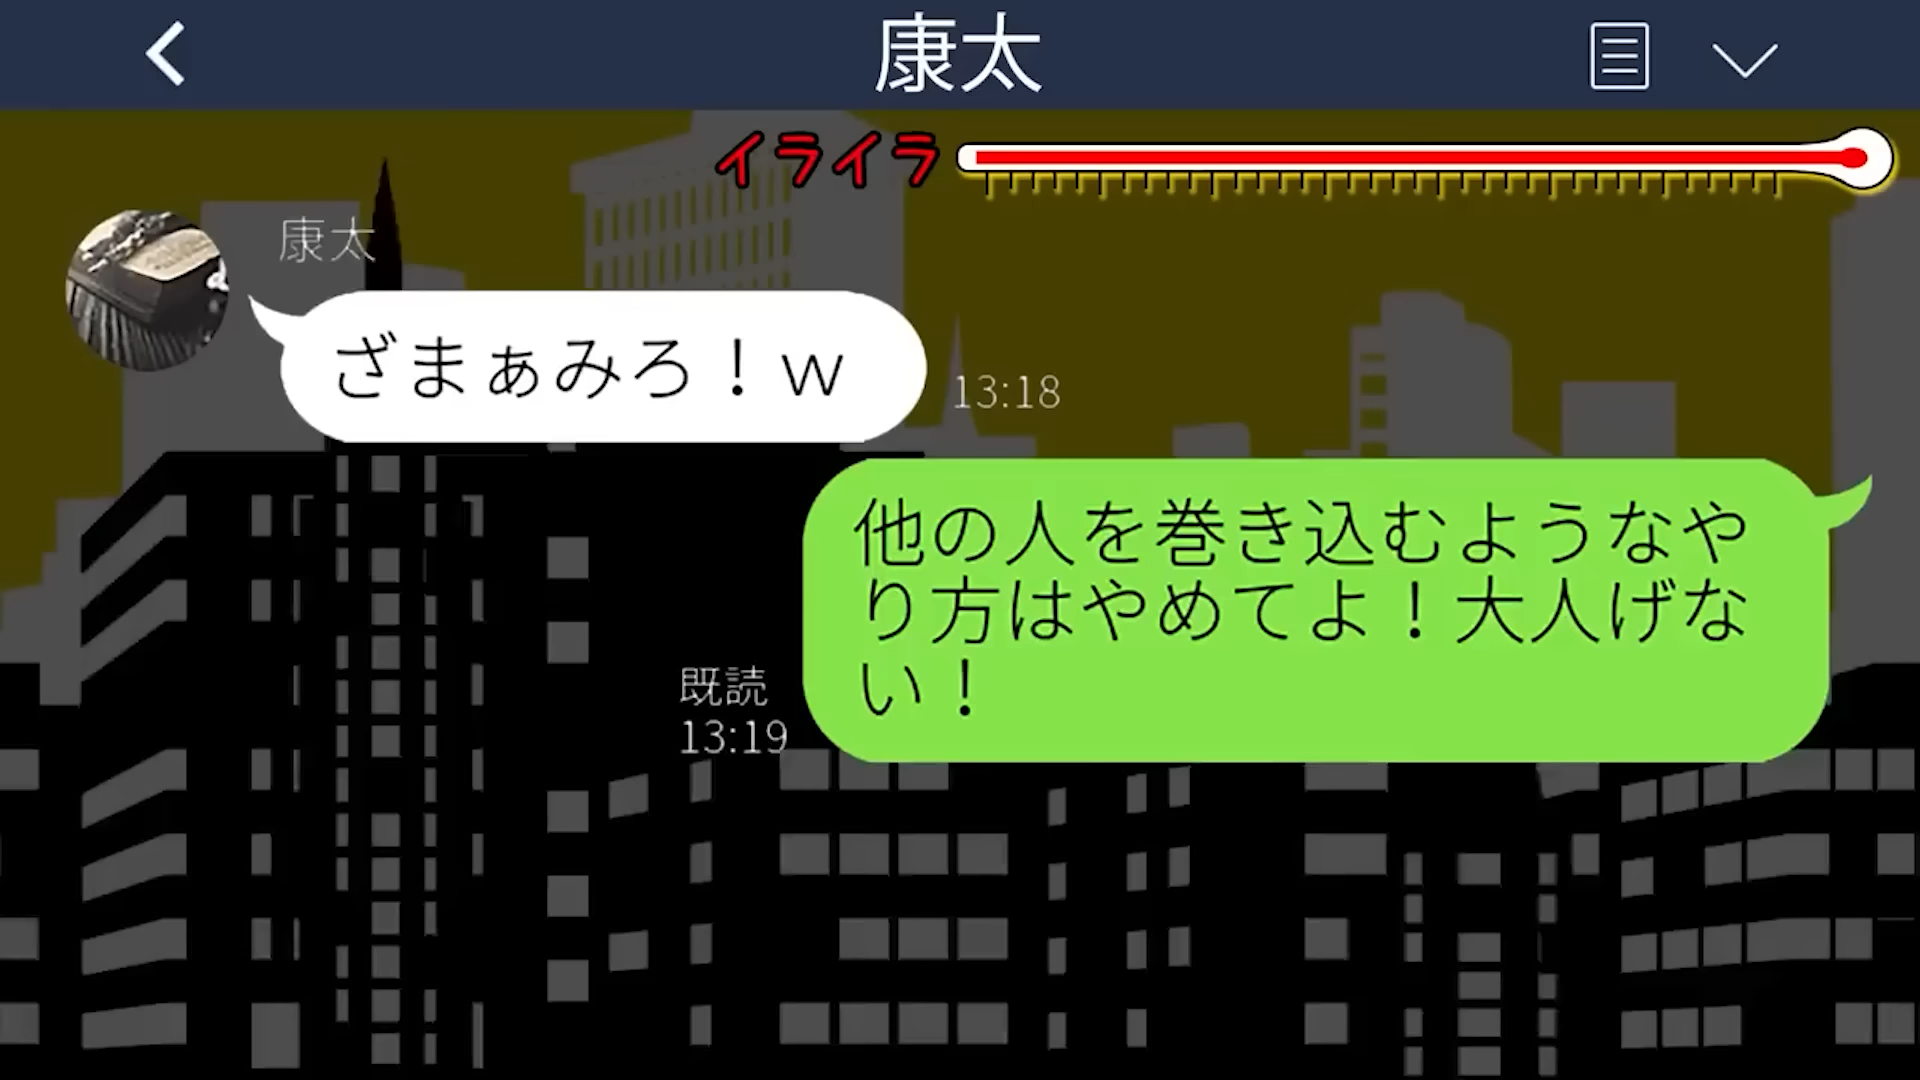 康太
イライラ
康太
ざまぁみろ！ｗ
13:18
他の人を巻き込むようなや
り方はやめてよ！大人げな
い！
既読
13:19